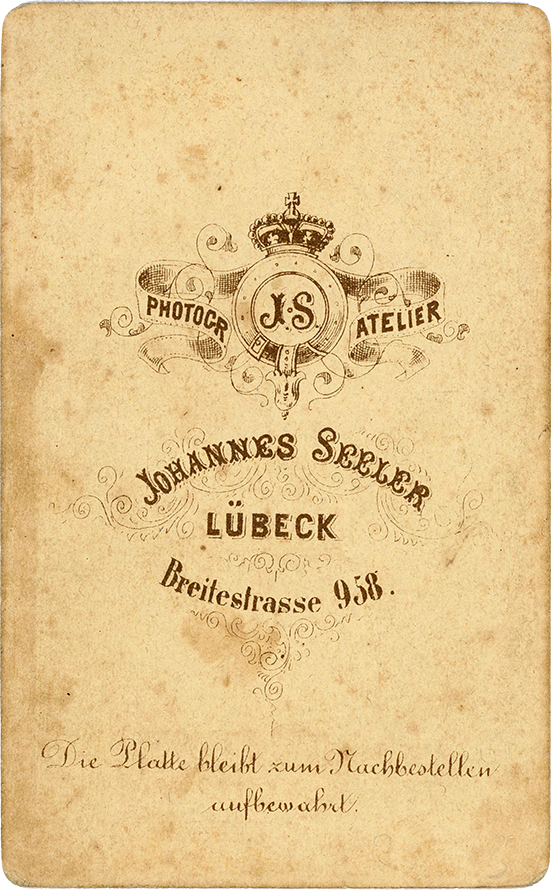 J.S.
PHOTOGR ATELIER
JOHANNES SEELER
LÜBECK
Breitestrasse 958.
Die Platte bleibt zum Nachbestellen
aufbewahrt.